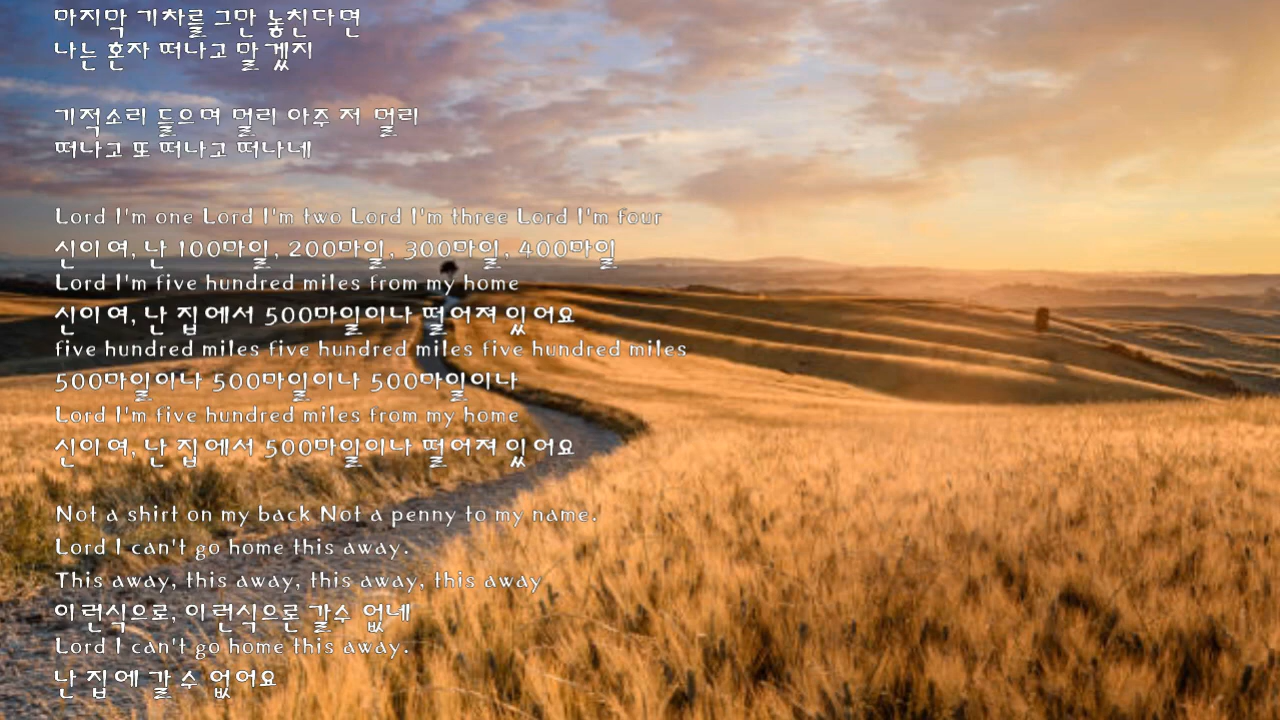 마지막 기차를 그만 놓친다면
나는 혼자 떠나고 말겠지
기적소리 들으며 멀리 아주 저 멀리
떠나고 또 떠나고 떠나네
Lord I'm one Lord I'm two Lord I'm three Lord I'm four
신이여, 난 100마일, 200마일, 300마일, 400마일
Lord I'm five hundred miles from my home
신이여, 난 집에서 500마일이나 떨어져 있어요
five hundred miles five hundred miles five hundred miles
500마일이나 500마일이나 500마일이나
Lord I'm five hundred miles from my home
신이여, 난 집에서 500마일이나 떨어져 있어요
Not a shirt on my back Not a penny to my name.
Lord I can't go home this away.
This away, this away, this away, this away
이런식으로, 이런식으론 갈수 없네
Lord I can't go home this away.
난 집에 갈 수 없어요